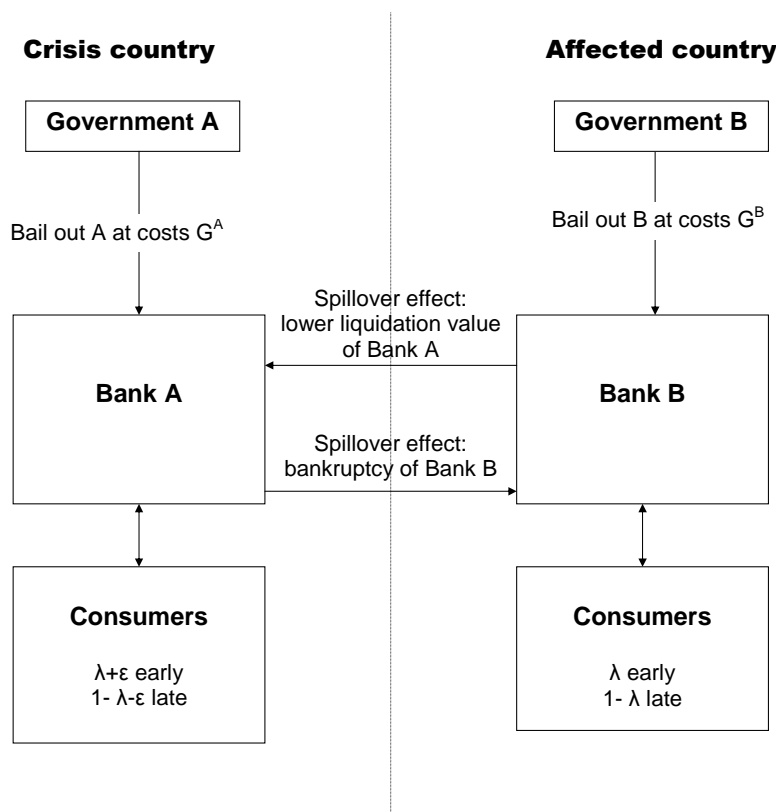 Crisis country
Affected country
Government A
Government B
Bail out A at costs G^A
Bail out B at costs G^B
Spillover effect:
lower liquidation value
of Bank A
Bank A
Bank B
Spillover effect:
bankruptcy of Bank B
Consumers
λ+ε early
1- λ-ε late
Consumers
λ early
1- λ late